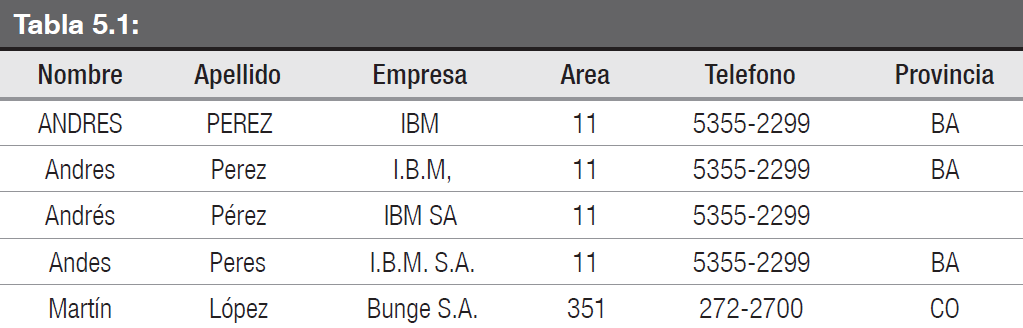 Tabla 5.1:
Nombre Apellido Empresa Area Telefono Provincia
ANDRES PEREZ IBM 11 5355-2299 BA
Andres Perez I.B.M, 11 5355-2299 BA
Andrés Pérez IBM SA 11 5355-2299
Andes Peres I.B.M. S.A. 11 5355-2299 BA
Martín López Bunge S.A. 351 272-2700 CO